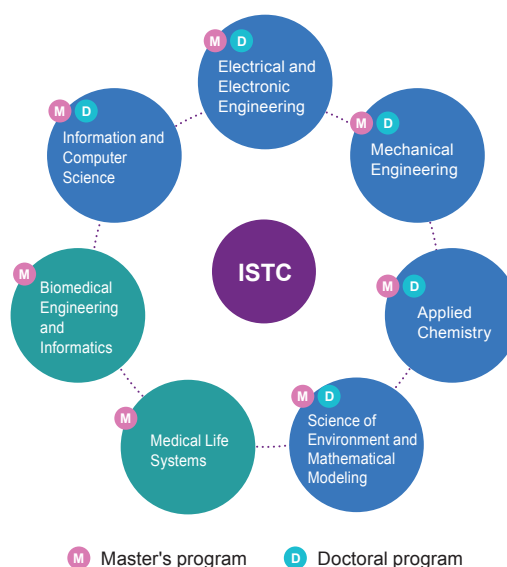 M D
Electrical and
Electronic
Engineering
M D
Mechanical
Engineering
M D
Applied
Chemistry
M D
Science of
Environment and
Mathematical
Modeling
M
Medical Life
Systems
M
Biomedical
Engineering
and
Informatics
M D
Information and
Computer
Science
ISTC
M Master's program D Doctoral program